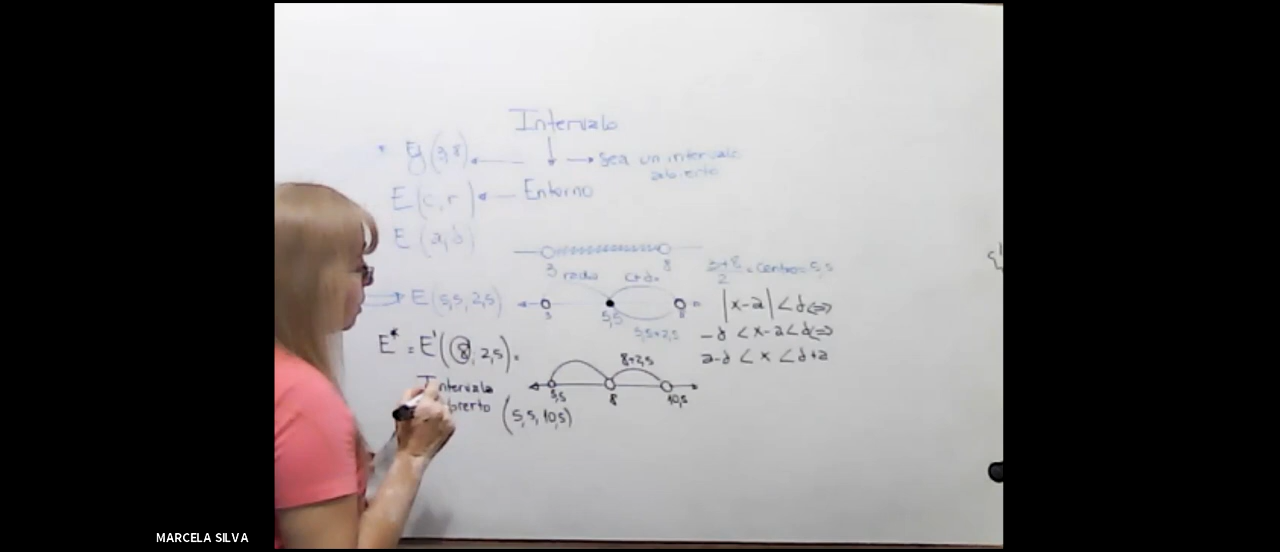 Intervalo
* Ej (3,8) ← → Sea un intervalo
abierto
E(c, r) ← Entorno
E(a, d)
3 8
radio c+d=
3+8/2 = centro = 5,5
E(5,5, 2,5)
3 5,5 8
5,5+2,5
|x-a| < d ⇔
-d < x-a < d ⇔
a-d < x < d+a
E* = E'(8, 2,5) =
8+2,5
5,5 8 10,5
Intervalo
(5,5, 10,5)
MARCELA SILVA